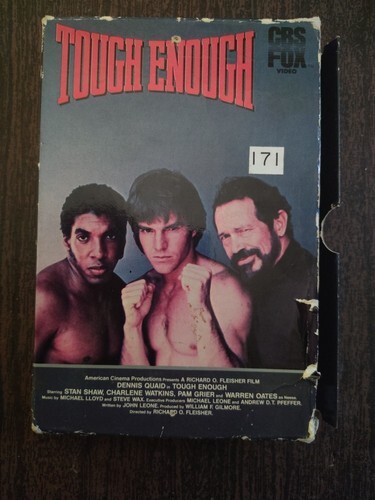 TOUGH ENOUGH
CBS
FOX
VIDEO
171
American Cinema Productions Presents A RICHARD O. FLEISHER FILM
DENNIS QUAID in TOUGH ENOUGH
Starring STAN SHAW, CHARLENE WATKINS, PAM GRIER and WARREN OATES as Neese.
Music by MICHAEL LLOYD and STEVE WAX. Executive Producers MICHAEL LEONE and ANDREW D.T. PFEFFER.
Written by JOHN LEONE. Produced by WILLIAM F. GILMORE.
Directed by RICHARD O. FLEISHER.